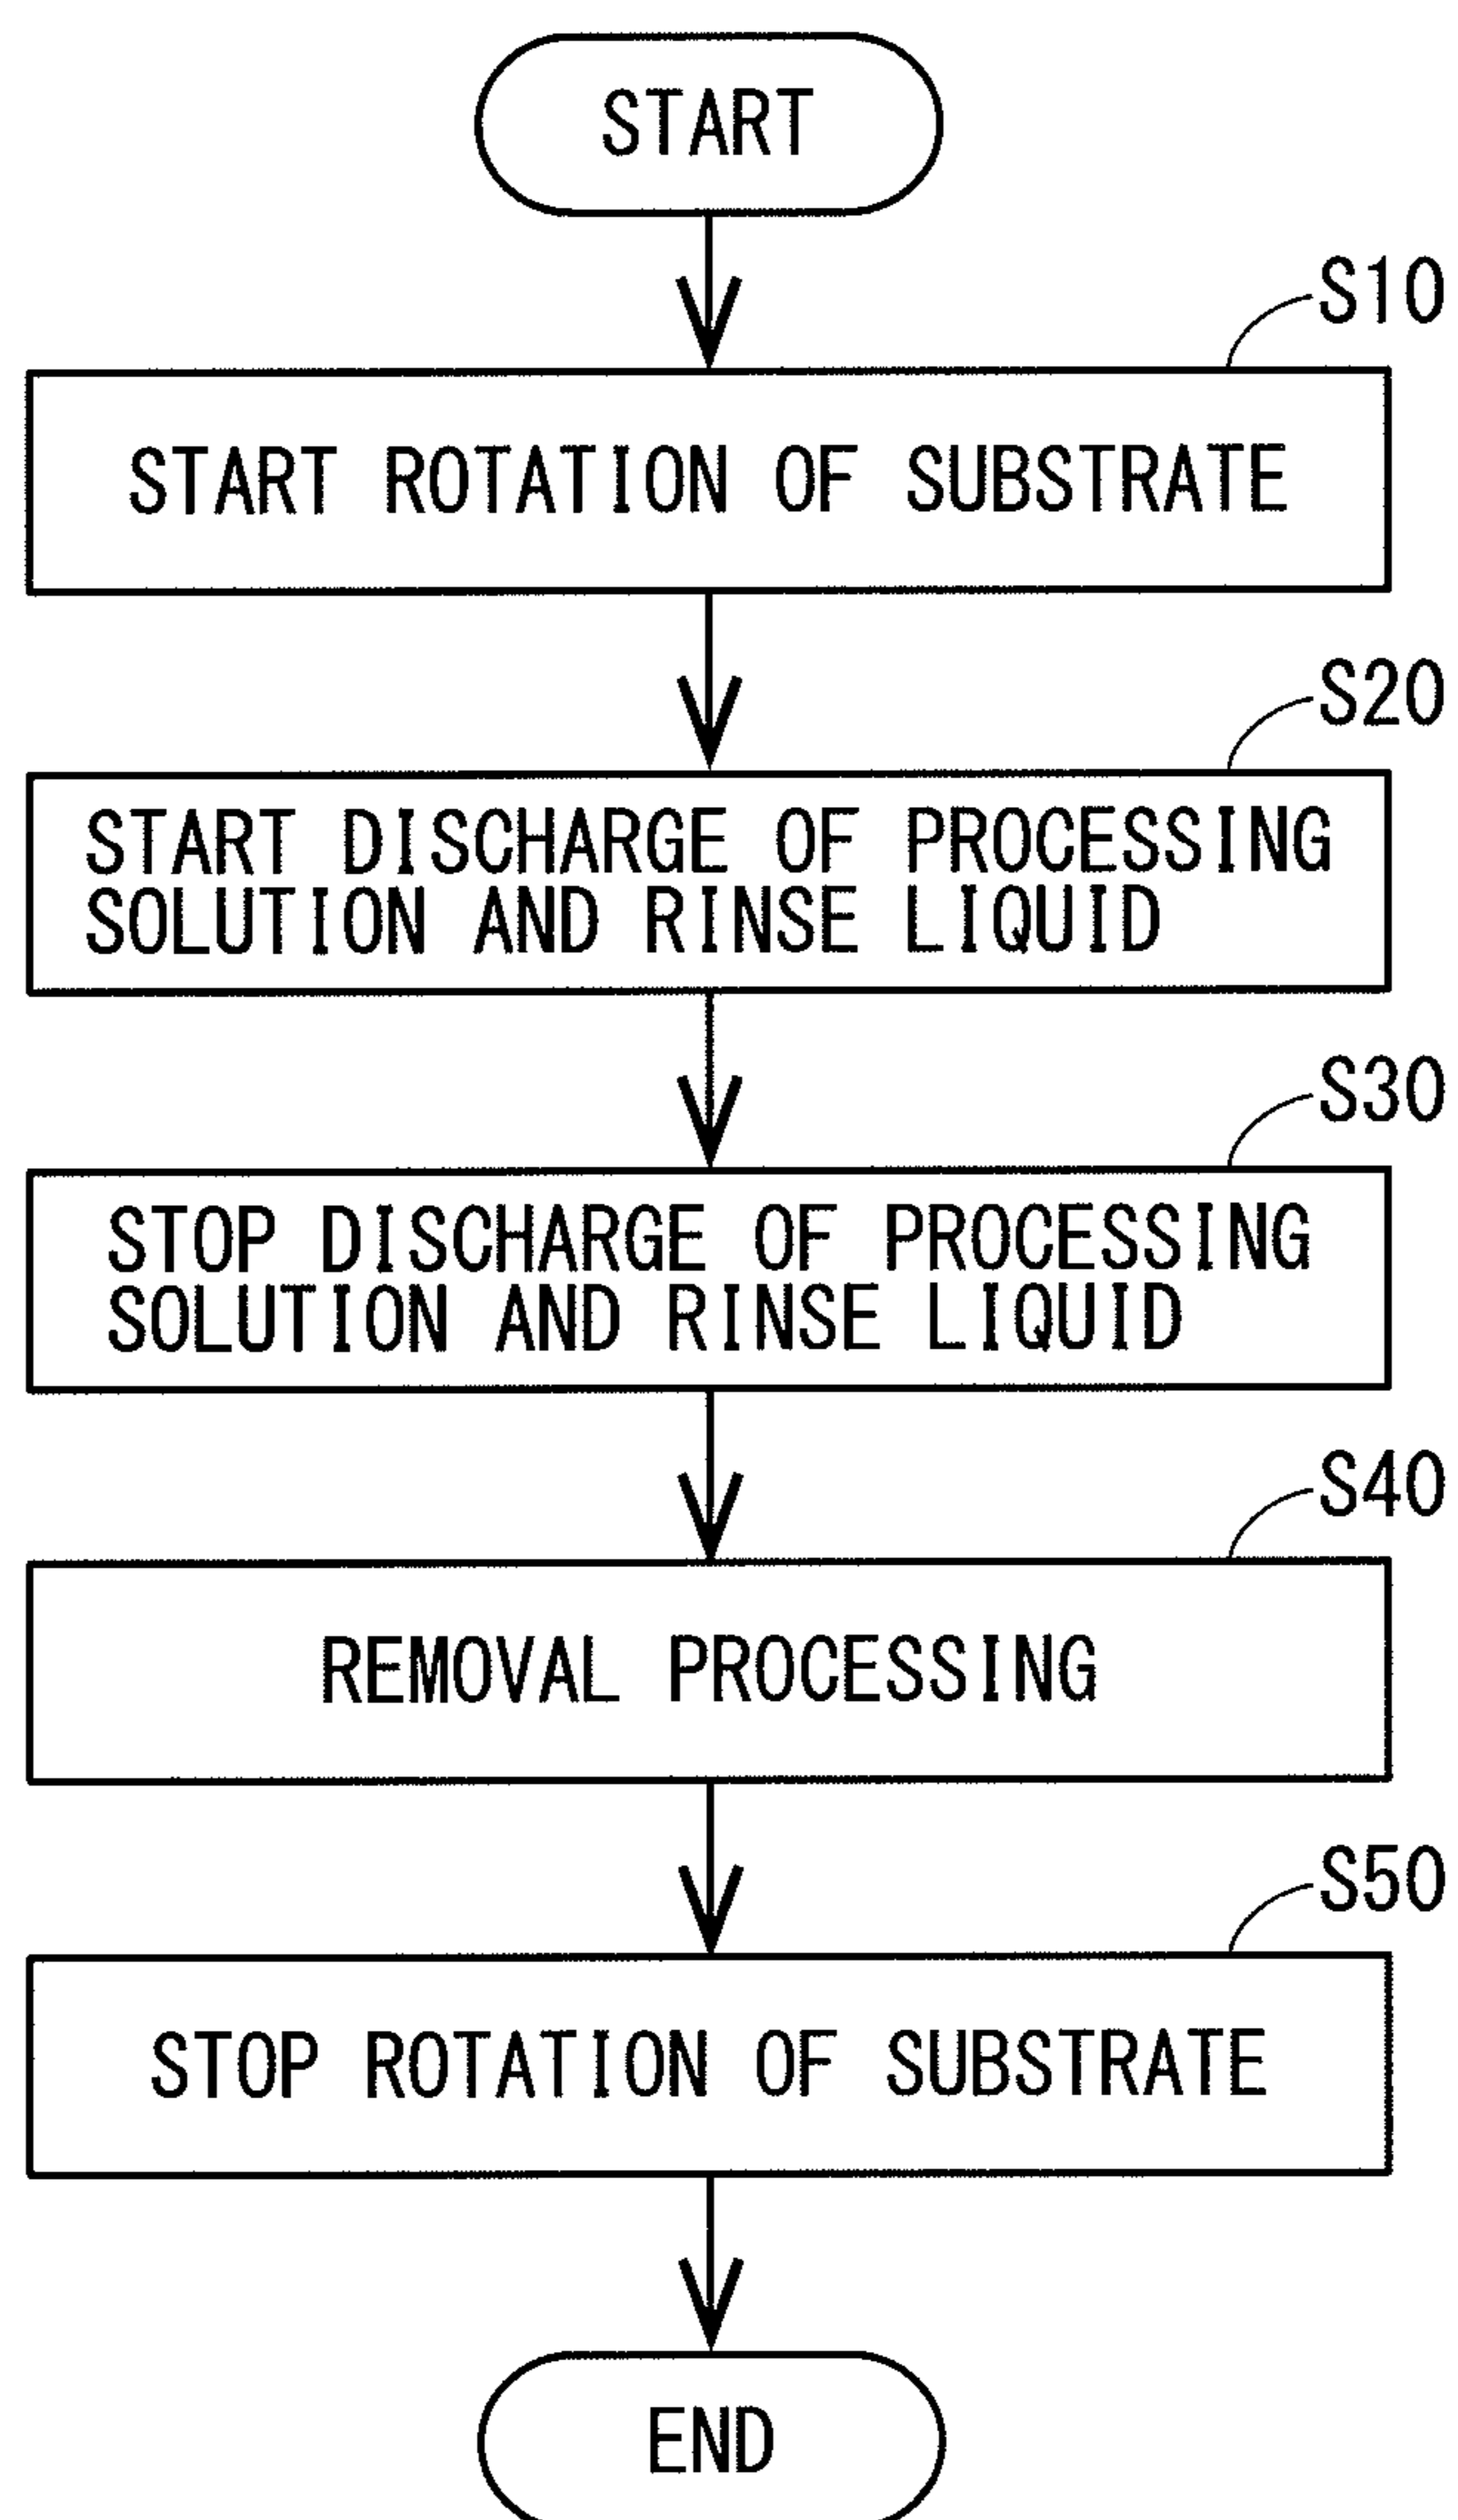 START
S10
START ROTATION OF SUBSTRATE
S20
START DISCHARGE OF PROCESSING
SOLUTION AND RINSE LIQUID
S30
STOP DISCHARGE OF PROCESSING
SOLUTION AND RINSE LIQUID
S40
REMOVAL PROCESSING
S50
STOP ROTATION OF SUBSTRATE
END